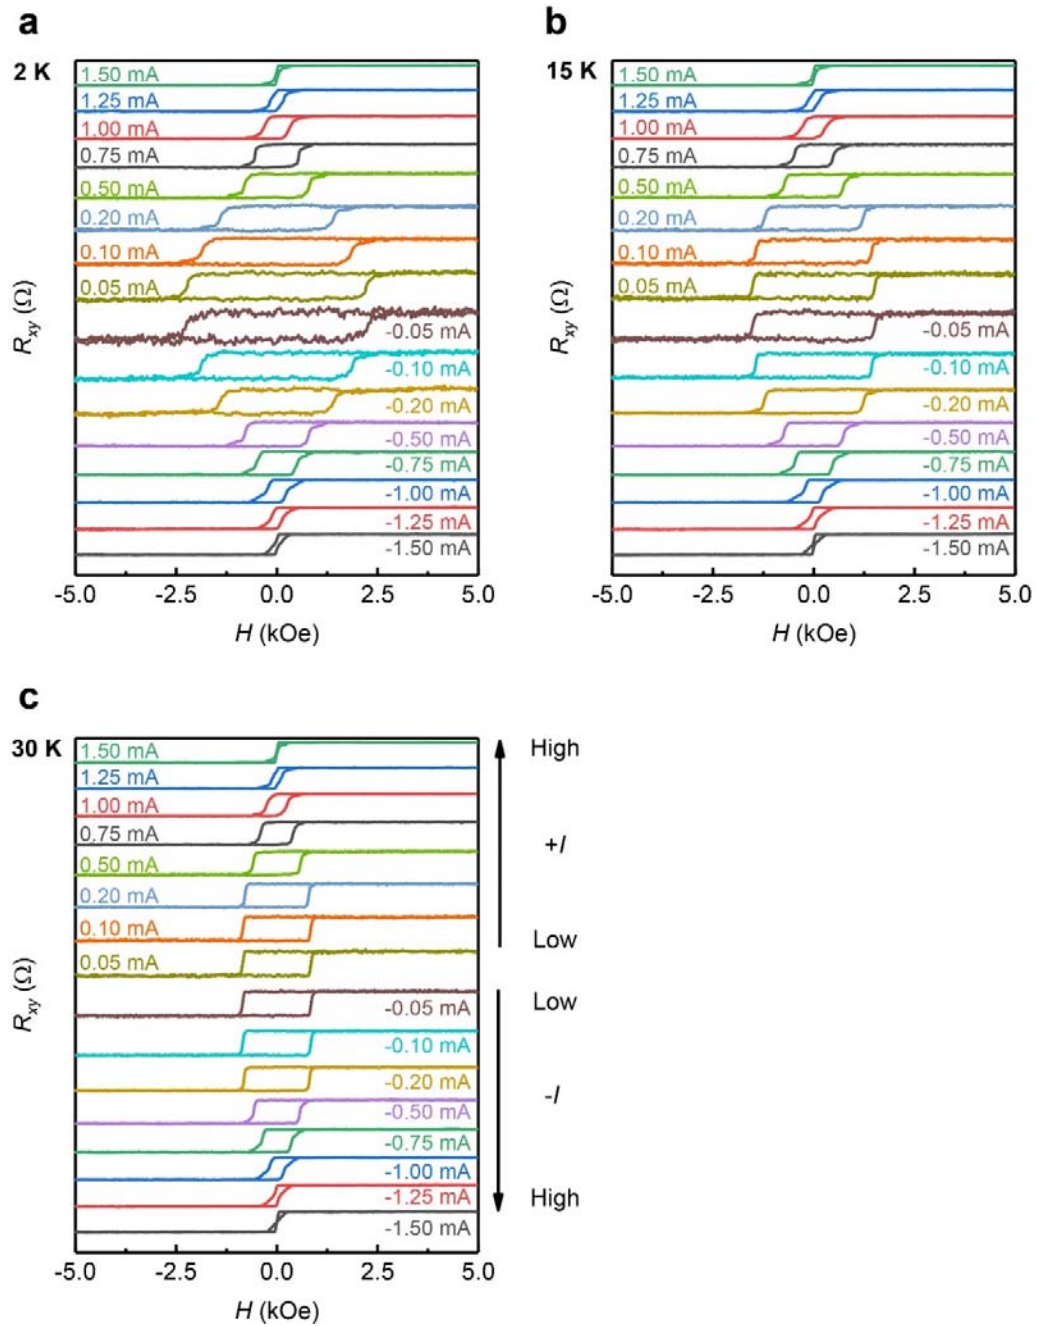 a
2 K
1.50 mA
1.25 mA
1.00 mA
0.75 mA
0.50 mA
0.20 mA
0.10 mA
0.05 mA
-0.05 mA
-0.10 mA
-0.20 mA
-0.50 mA
-0.75 mA
-1.00 mA
-1.25 mA
-1.50 mA
Rxy (Ω)
-5.0 -2.5 0.0 2.5 5.0
H (kOe)
b
15 K
1.50 mA
1.25 mA
1.00 mA
0.75 mA
0.50 mA
0.20 mA
0.10 mA
0.05 mA
-0.05 mA
-0.10 mA
-0.20 mA
-0.50 mA
-0.75 mA
-1.00 mA
-1.25 mA
-1.50 mA
Rxy (Ω)
-5.0 -2.5 0.0 2.5 5.0
H (kOe)
c
30 K
1.50 mA
1.25 mA
1.00 mA
0.75 mA
0.50 mA
0.20 mA
0.10 mA
0.05 mA
-0.05 mA
-0.10 mA
-0.20 mA
-0.50 mA
-0.75 mA
-1.00 mA
-1.25 mA
-1.50 mA
Rxy (Ω)
-5.0 -2.5 0.0 2.5 5.0
H (kOe)
High
+I
Low
Low
-I
High